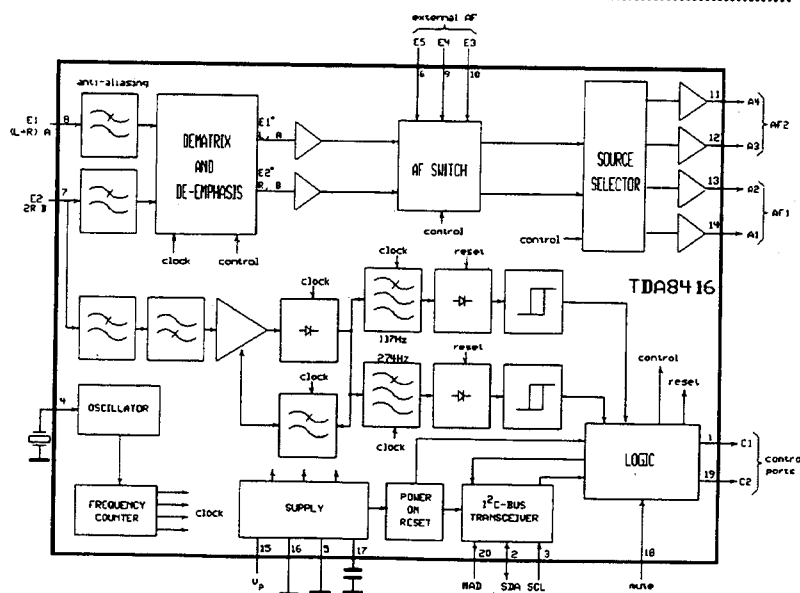 external AF
E5 E4 E3
6 9 10
anti-aliasing
E1
(L+R) A
8
E2
2R B
7
DEMATRIX
AND
DE-EMPHASIS
E1*
L, A
E2*
R, B
AF SWITCH
SOURCE
SELECTOR
11 A4
12 A3
AF2
13 A2
14 A1
AF1
clock
control
control
control
TDA8416
clock
clock
reset
117Hz
274Hz
clock
reset
clock
control
reset
4
OSCILLATOR
FREQUENCY
COUNTER
clock
SUPPLY
POWER
ON
RESET
I²C-BUS
TRANSCEIVER
LOGIC
1 C1
19 C2
control
ports
15 16 5 17
Vp
20 2 3
MAD SDA SCL
18
mute